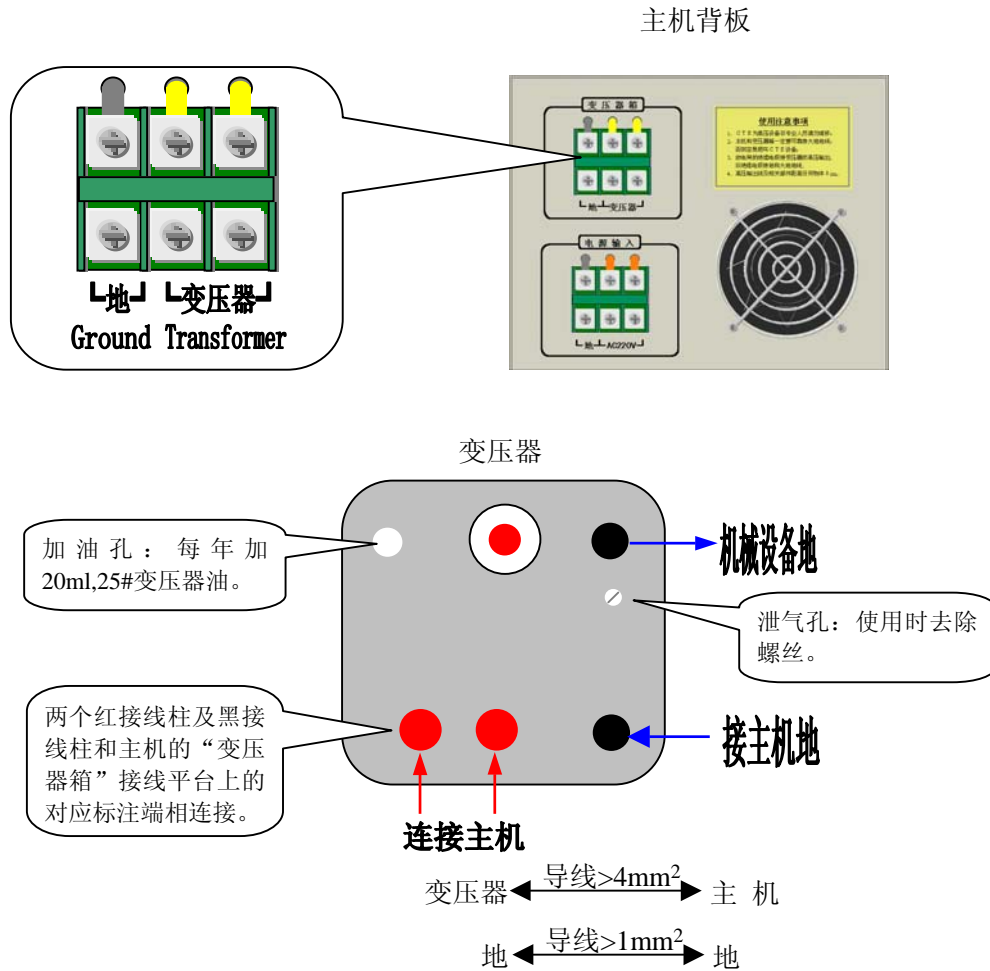 主机背板
变压器箱
使用注意事项
地 变压器
电源输入
地 AC220V
地 变压器
Ground Transformer
变压器
加油孔：每年加
20ml,25#变压器油。
机械设备地
泄气孔：使用时去除
螺丝。
两个红接线柱及黑接
线柱和主机的“变压
器箱”接线平台上的
对应标注端相连接。
接主机地
连接主机
变压器 导线>4mm² 主 机
地 导线>1mm² 地